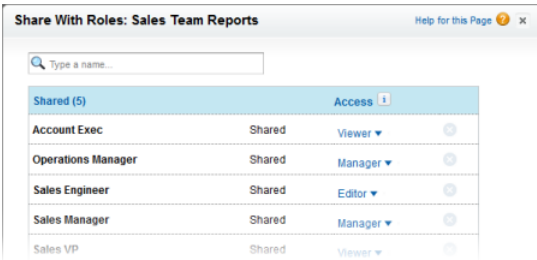 Share With Roles: Sales Team Reports Help for this Page ? x
Type a name...
Shared (5) Access i
Account Exec Shared Viewer
Operations Manager Shared Manager
Sales Engineer Shared Editor
Sales Manager Shared Manager
Sales VP Shared Viewer